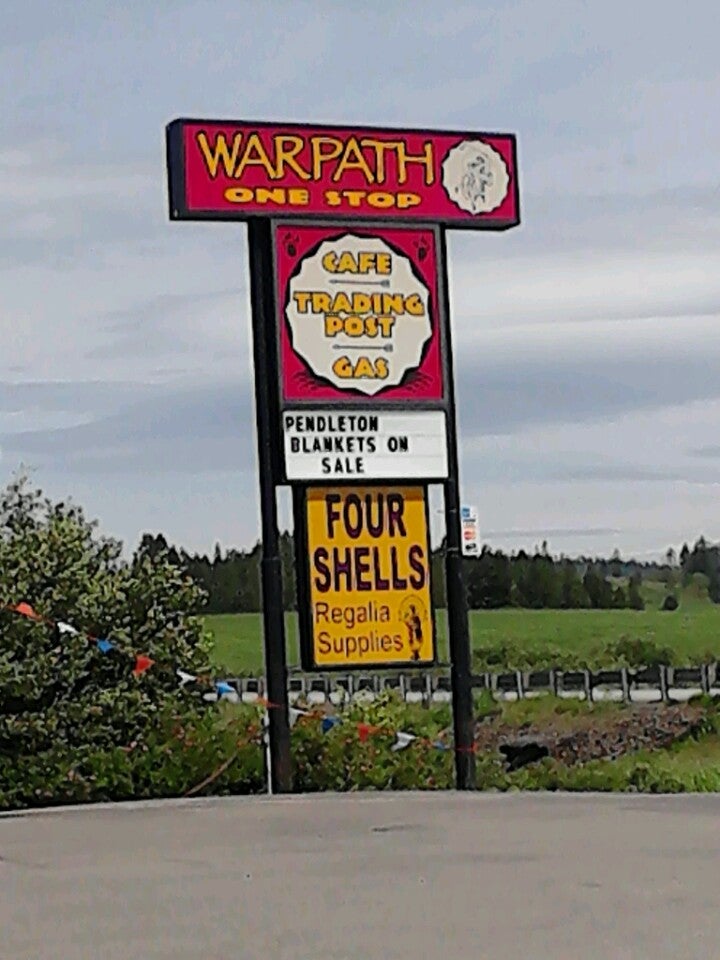 WARPATH
ONE STOP
CAFE
TRADING
POST
GAS
PENDLETON
BLANKETS ON
SALE
FOUR
SHELLS
Regalia
Supplies